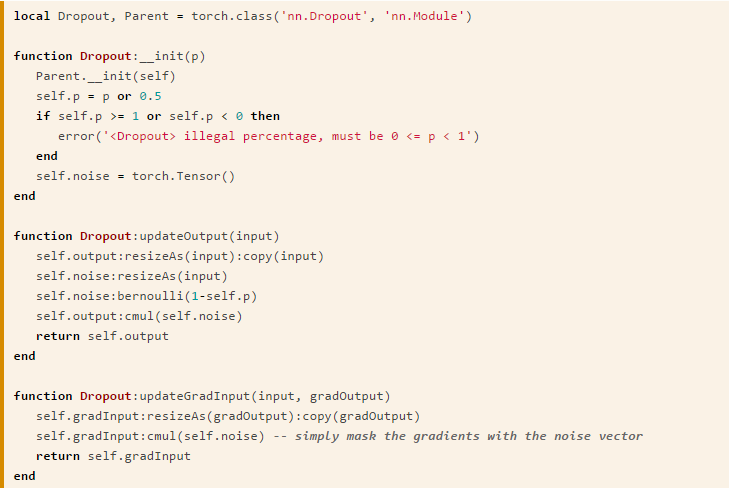 local Dropout, Parent = torch.class('nn.Dropout', 'nn.Module')
function Dropout:__init(p)
Parent.__init(self)
self.p = p or 0.5
if self.p >= 1 or self.p < 0 then
error('<Dropout> illegal percentage, must be 0 <= p < 1')
end
self.noise = torch.Tensor()
end
function Dropout:updateOutput(input)
self.output:resizeAs(input):copy(input)
self.noise:resizeAs(input)
self.noise:bernoulli(1-self.p)
self.output:cmul(self.noise)
return self.output
end
function Dropout:updateGradInput(input, gradOutput)
self.gradInput:resizeAs(gradOutput):copy(gradOutput)
self.gradInput:cmul(self.noise) -- simply mask the gradients with the noise vector
return self.gradInput
end